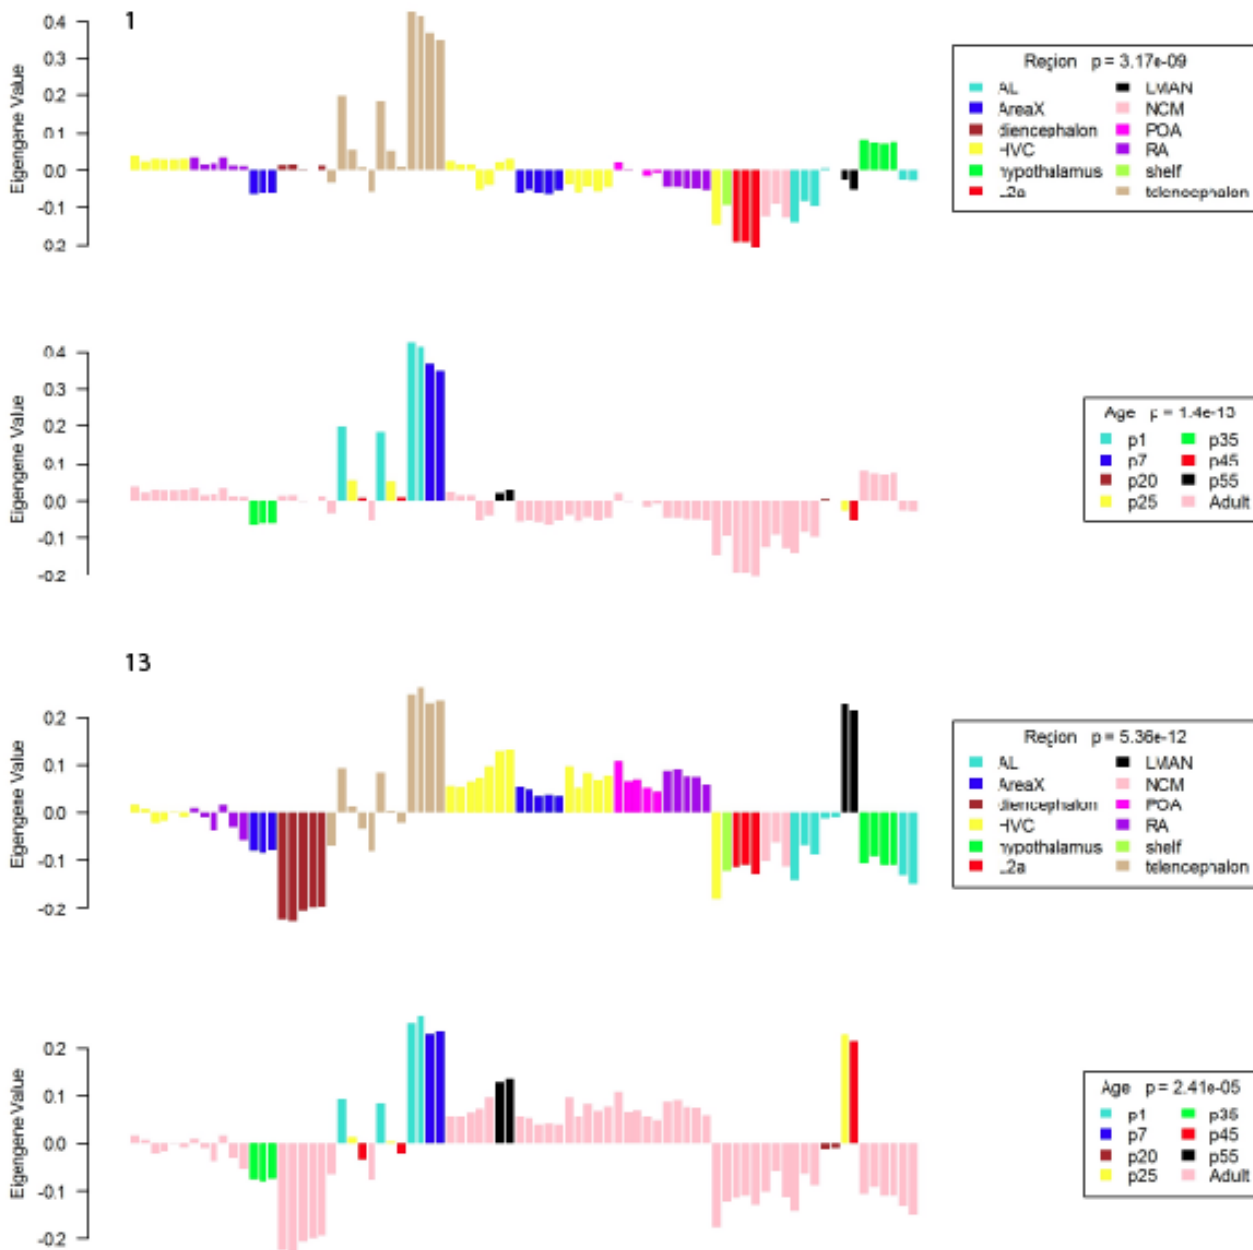 1
Eigengene Value
0.4
0.3
0.2
0.1
0.0
-0.1
0.2
Region p = 3.17e-09
AL LMAN
AreaX NCM
diencephalon POA
HVC RA
hypothalamus shelf
L2a telencephalon
Eigengene Value
0.4
0.3
0.2
0.1
0.0
-0.1
-0.2
Age p = 1.4e-13
p1 p35
p7 p45
p20 p55
p25 Adult
13
Eigengene Value
0.2
0.1
0.0
-0.1
-0.2
Region p = 5.36e-12
AL LMAN
AreaX NCM
diencephalon POA
HVC RA
hypothalamus shelf
L2a telencephalon
Eigengene Value
0.2
0.1
0.0
-0.1
-0.2
Age p = 2.41e-05
p1 p35
p7 p45
p20 p55
p25 Adult